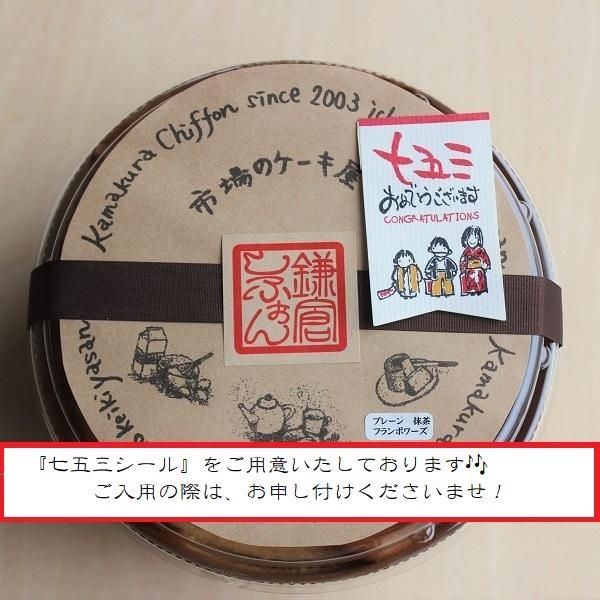 Kamakura Chiffon since 2003
市場のケーキ屋
七五三
おめでとうございます
CONGRATULATIONS
鎌倉
しふぉん
プレーン 抹茶
フランボワーズ
Kamakura
『七五三シール』をご用意いたしております♪♪
ご入用の際は、お申し付けくださいませ！